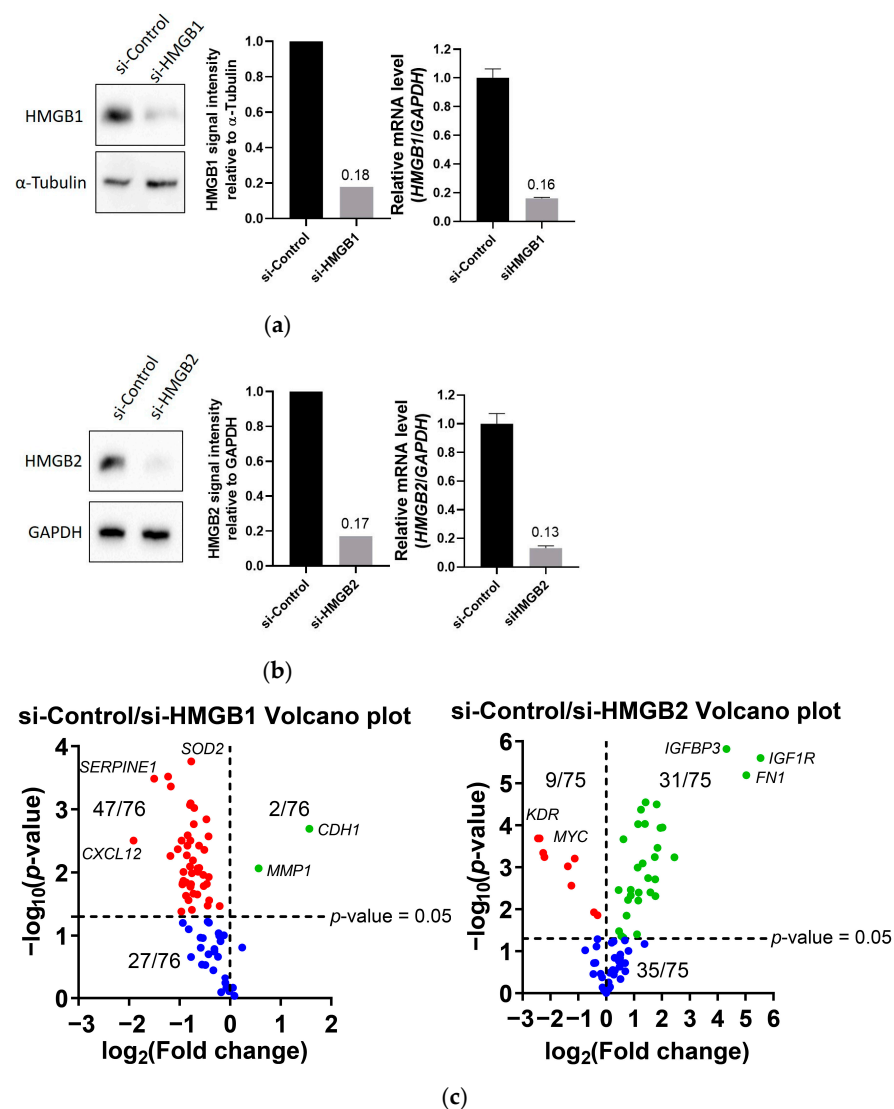 si-Control
si-HMGB1
HMGB1
α-Tubulin
HMGB1 signal intensity
relative to α-Tubulin
1.0
0.8
0.6
0.4
0.2
0.0
0.18
si-Control
si-HMGB1
Relative mRNA level
(HMGB1/GAPDH)
1.2
1.0
0.8
0.6
0.4
0.2
0.0
0.16
si-Control
siHMGB1
(a)
si-Control
si-HMGB2
HMGB2
GAPDH
HMGB2 signal intensity
relative to GAPDH
1.0
0.8
0.6
0.4
0.2
0.0
0.17
si-Control
si-HMGB2
Relative mRNA level
(HMGB2/GAPDH)
1.2
1.0
0.8
0.6
0.4
0.2
0.0
0.13
si-Control
siHMGB2
(b)
si-Control/si-HMGB1 Volcano plot
−log10(p-value)
4
3
2
1
0
SOD2
SERPINE1
47/76
2/76
CDH1
CXCL12
MMP1
p-value = 0.05
27/76
−3 −2 −1 0 1 2
log2(Fold change)
si-Control/si-HMGB2 Volcano plot
−log10(p-value)
6
5
4
3
2
1
0
IGFBP3
IGF1R
9/75
31/75
FN1
KDR
MYC
p-value = 0.05
35/75
−3 −2 −1 0 1 2 3 4 5 6
log2(Fold change)
(c)